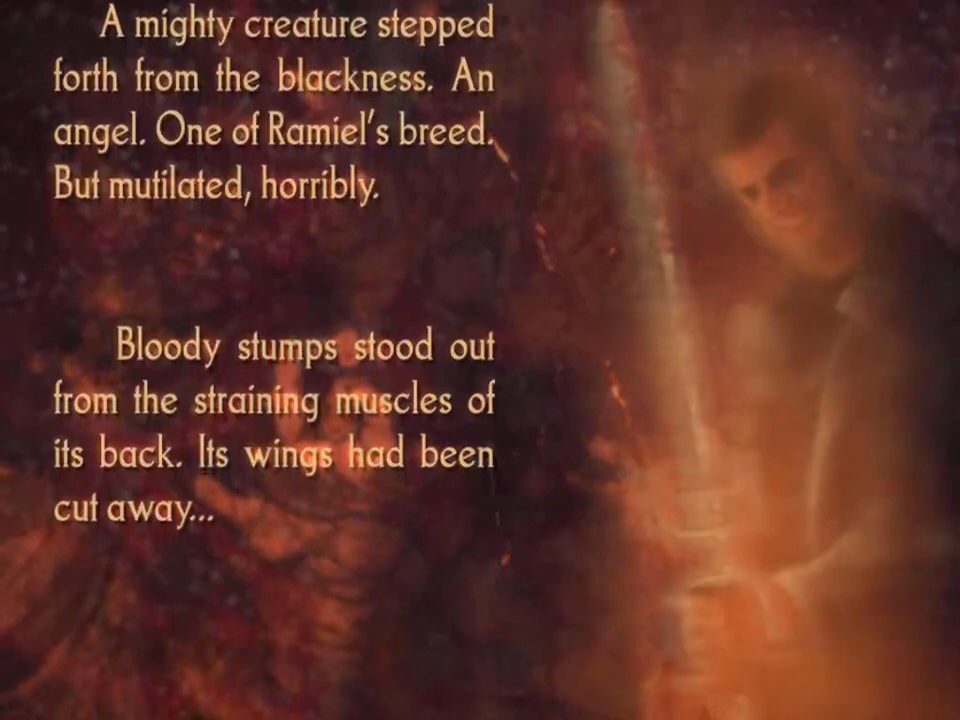 A mighty creature stepped
forth from the blackness. An
angel. One of Ramiel's breed.
But mutilated, horribly.
Bloody stumps stood out
from the straining muscles of
its back. Its wings had been
cut away...